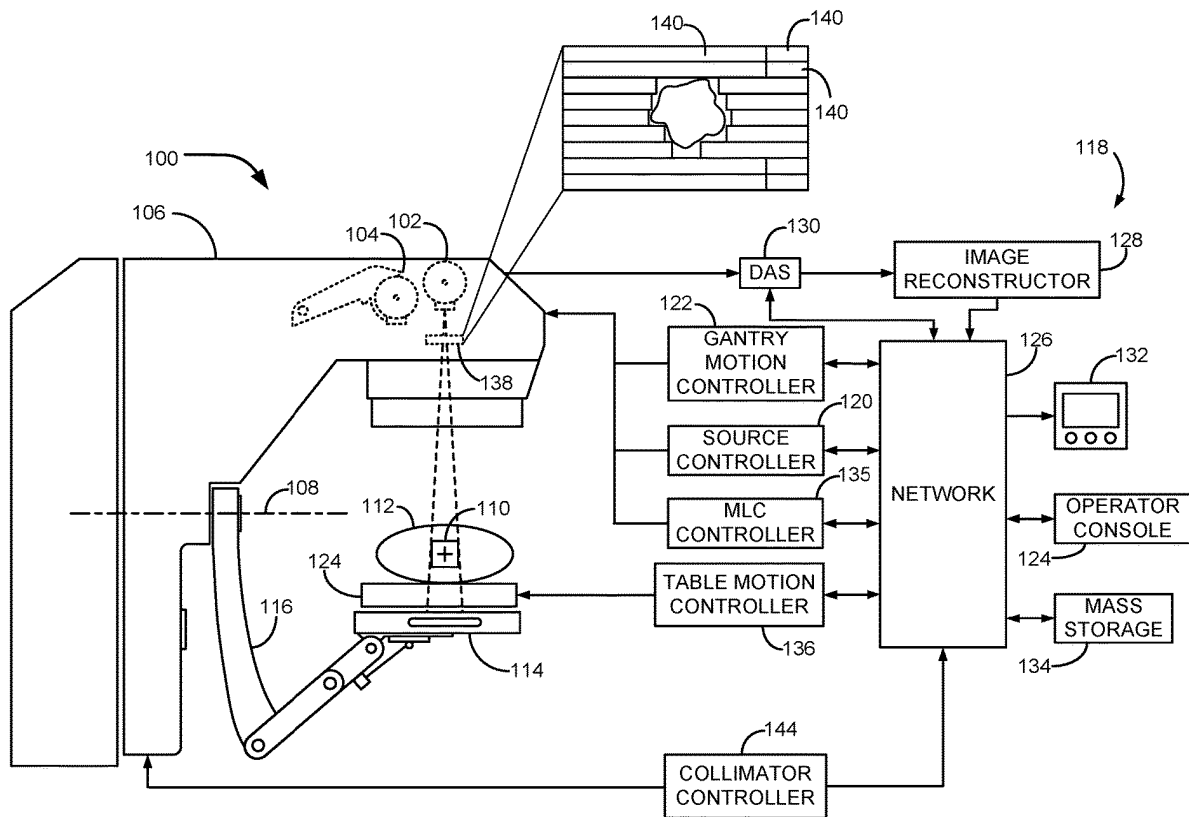 140
140
140
100
118
106
102
104
130
DAS
IMAGE
RECONSTRUCTOR
128
122
GANTRY
MOTION
CONTROLLER
126
132
138
120
SOURCE
CONTROLLER
135
MLC
CONTROLLER
NETWORK
108
112
110
OPERATOR
CONSOLE
124
124
TABLE MOTION
CONTROLLER
136
116
114
MASS
STORAGE
134
144
COLLIMATOR
CONTROLLER